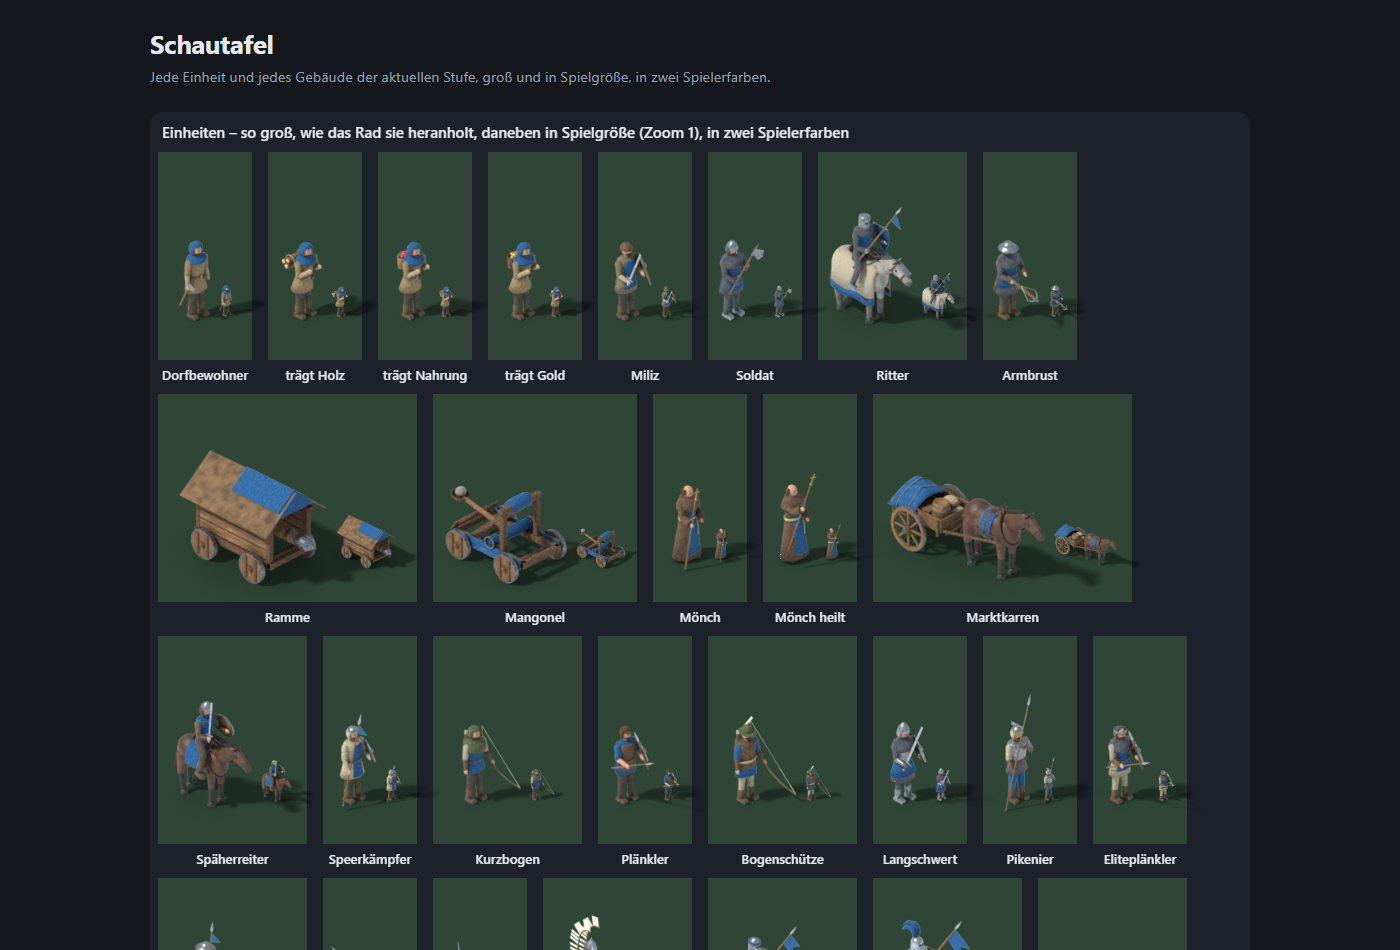 Schautafel
Jede Einheit und jedes Gebäude der aktuellen Stufe, groß und in Spielgröße, in zwei Spielerfarben.
Einheiten – so groß, wie das Rad sie heranholt, daneben in Spielgröße (Zoom 1), in zwei Spielerfarben
Dorfbewohner
trägt Holz
trägt Nahrung
trägt Gold
Miliz
Soldat
Ritter
Armbrust
Ramme
Mangonel
Mönch
Mönch heilt
Marktkarren
Späherreiter
Speerkämpfer
Kurzbogen
Plänkler
Bogenschütze
Langschwert
Pikenier
Eliteplänkler